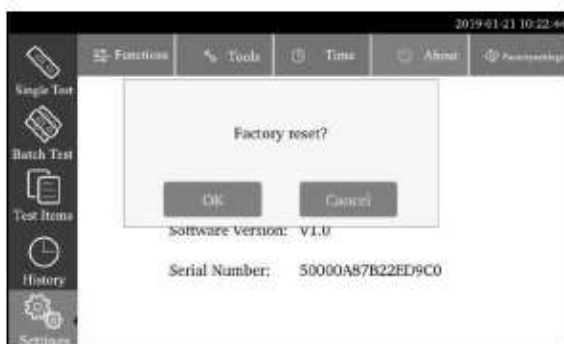 2019-01-21 10:22:44
Functions
Tools
Time
About
Single Test
Batch Test
Test Items
History
Settings
Factory reset?
OK
Cancel
Software Version: V1.0
Serial Number: 50000A87B22ED9C0